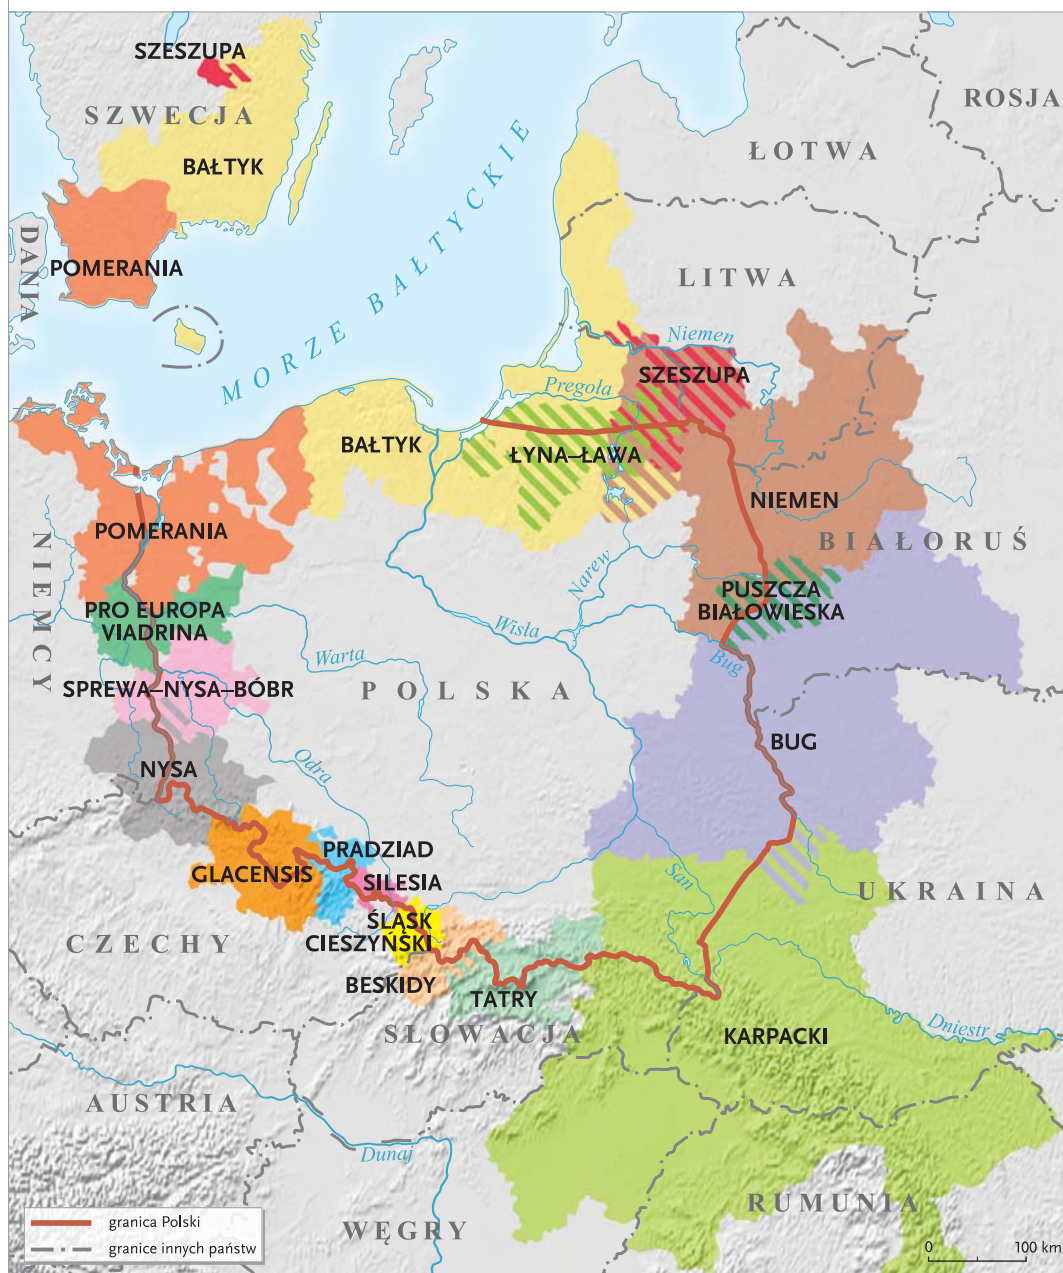 SZESZUPA
SZWECJA
ROSJA
ŁOTWA
BAŁTYK
MORZE BAŁTYCKIE
DANIA
POMERANIA
LITWA
Niemen
SZESZUPA
Pregoła
BAŁTYK
ŁYNA–ŁAWA
NIEMEN
POMERANIA
NIEMCY
BIAŁORUŚ
Narew
PUSZCZA
BIAŁOWIESKA
PRO EUROPA
VIADRINA
Wisła
Warta
Bug
SPREWA–NYSA–BÓBR
POLSKA
BUG
NYSA
Odra
PRADZIAD
GLACENSIS
SILESIA
San
UKRAINA
ŚLĄSK
CIESZYŃSKI
CZECHY
BESKIDY
TATRY
SŁOWACJA
KARPACKI
Dniestr
AUSTRIA
Dunaj
RUMUNIA
WĘGRY
granica Polski
granice innych państw
0 100 km